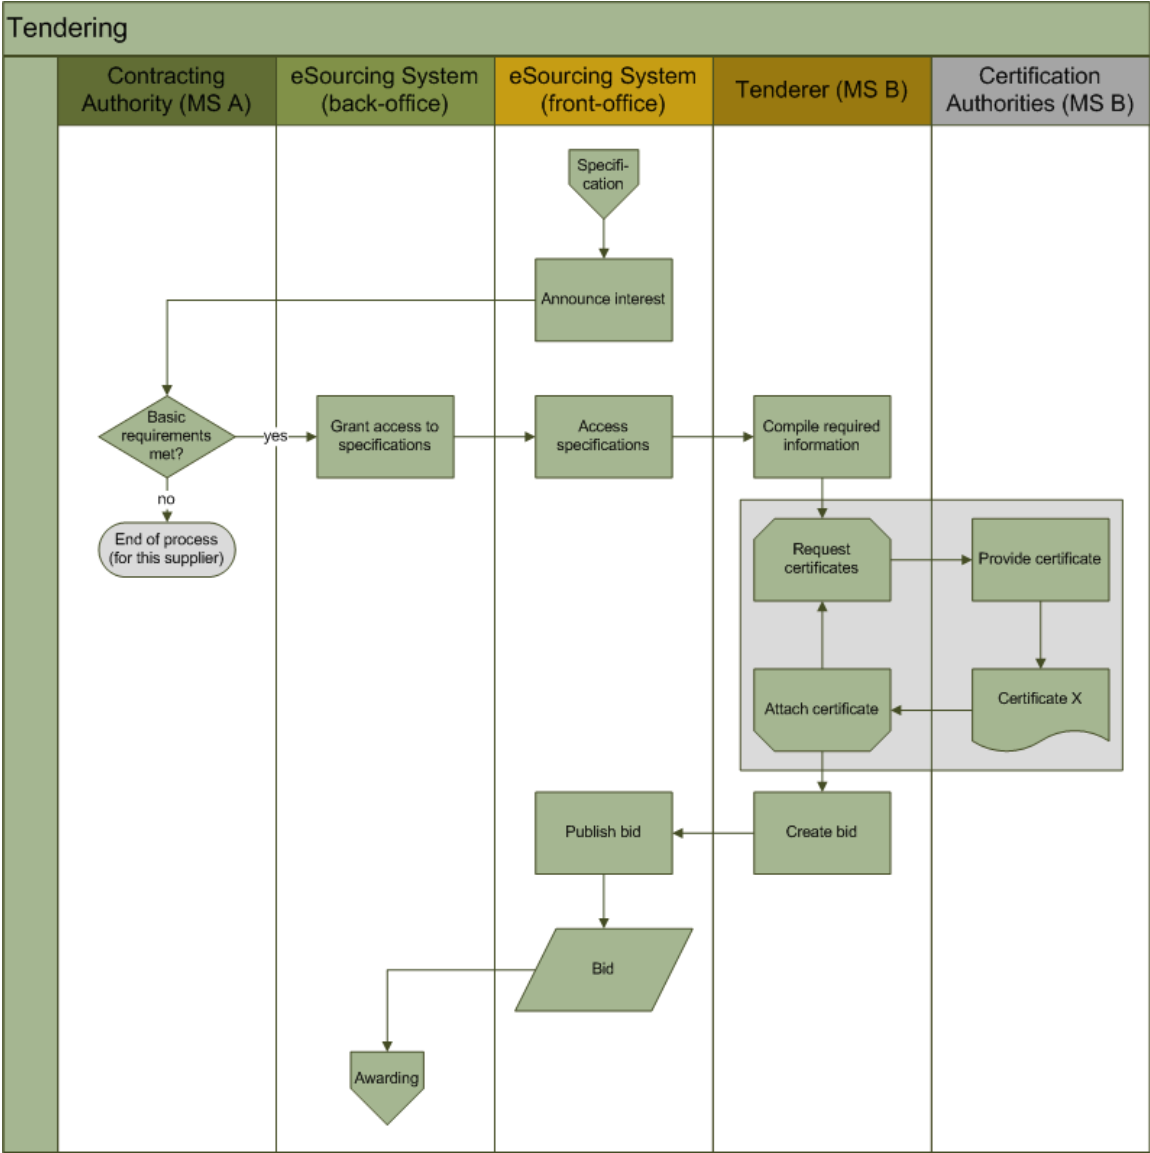 Tendering
Contracting
Authority (MS A)
eSourcing System
(back-office)
eSourcing System
(front-office)
Tenderer (MS B)
Certification
Authorities (MS B)
Specifi-
cation
Announce interest
Basic
requirements
met?
yes
Grant access to
specifications
Access
specifications
Compile required
information
no
End of process
(for this supplier)
Request
certificates
Provide certificate
Attach certificate
Certificate X
Publish bid
Create bid
Bid
Awarding